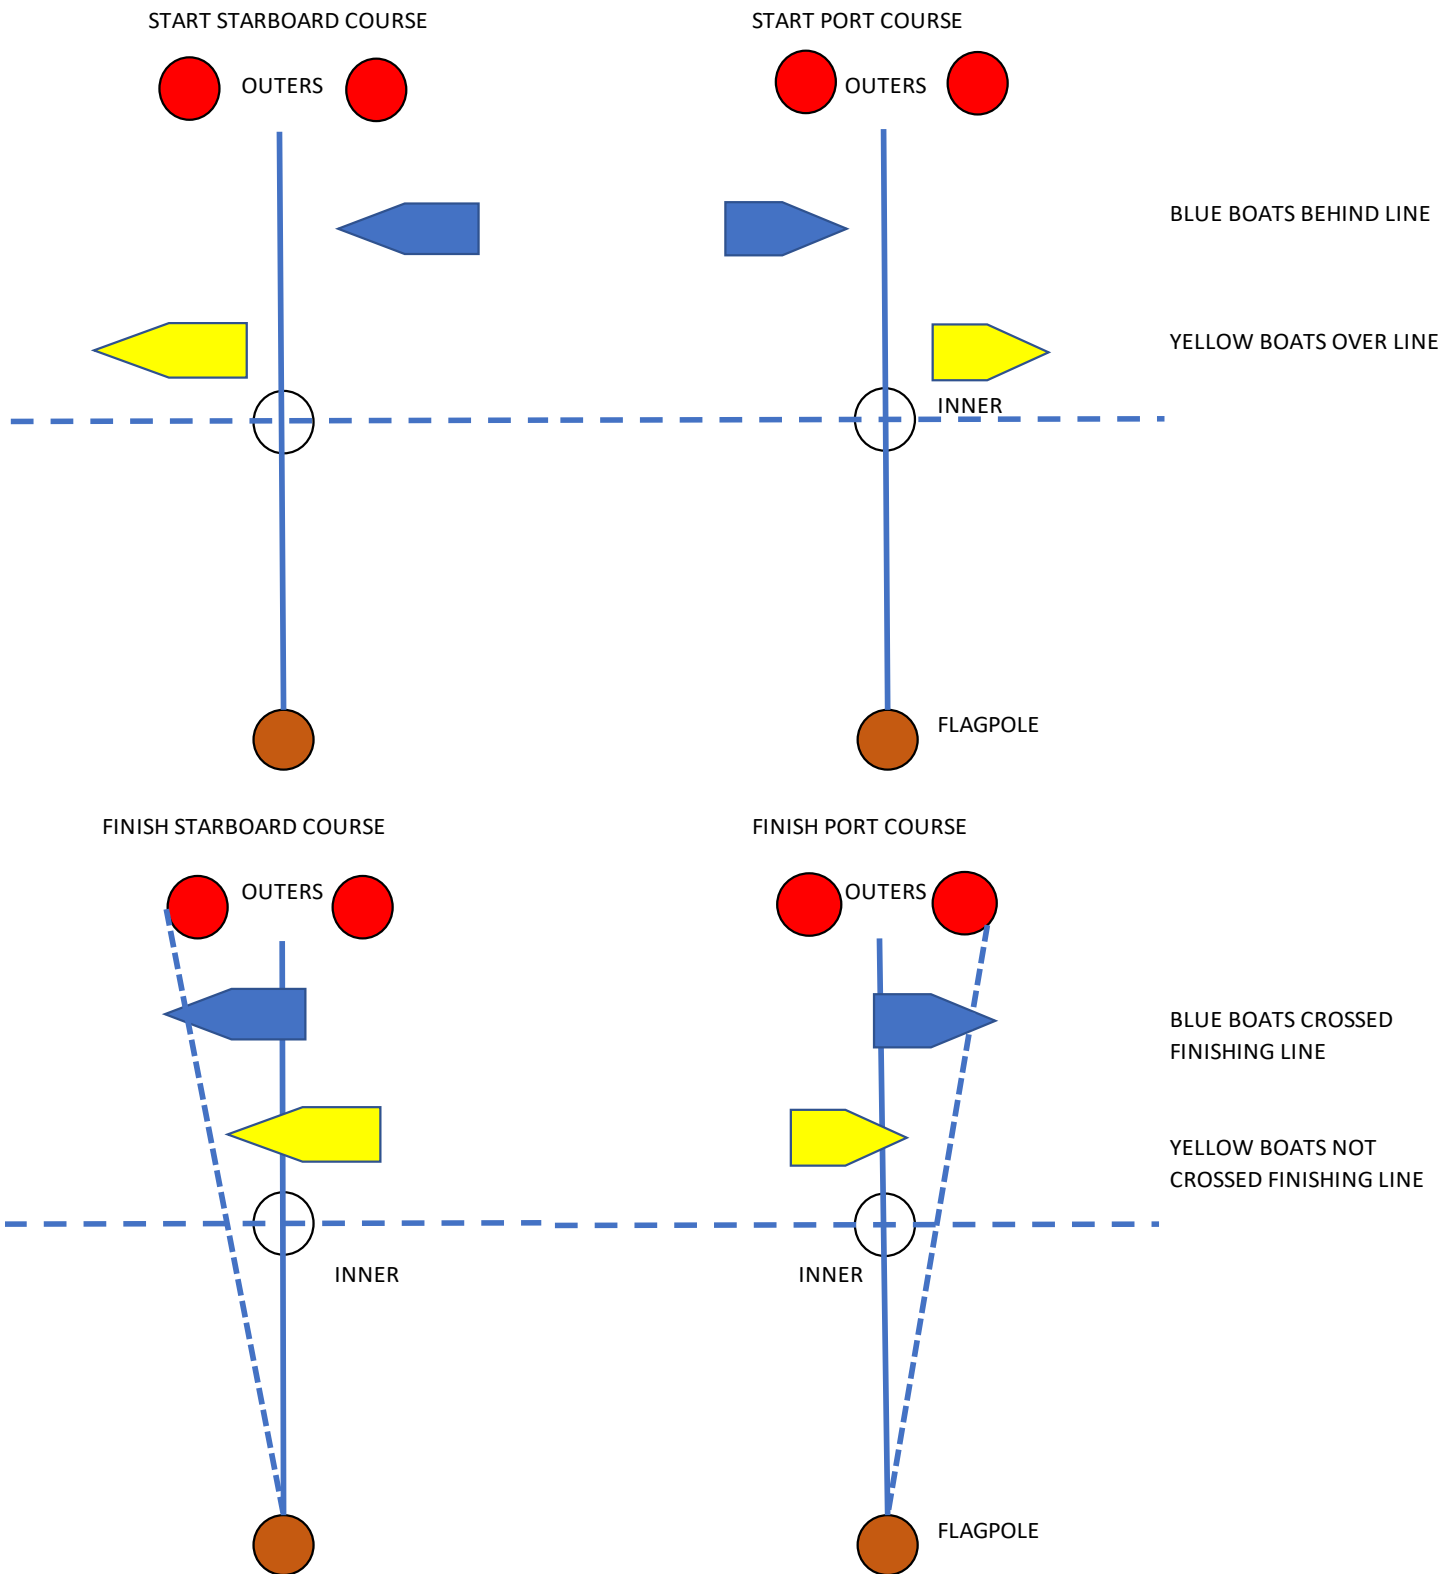 START STARBOARD COURSE
START PORT COURSE
OUTERS
OUTERS
BLUE BOATS BEHIND LINE
YELLOW BOATS OVER LINE
INNER
FLAGPOLE
FINISH STARBOARD COURSE
FINISH PORT COURSE
OUTERS
OUTERS
BLUE BOATS CROSSED
FINISHING LINE
YELLOW BOATS NOT
CROSSED FINISHING LINE
INNER
INNER
FLAGPOLE